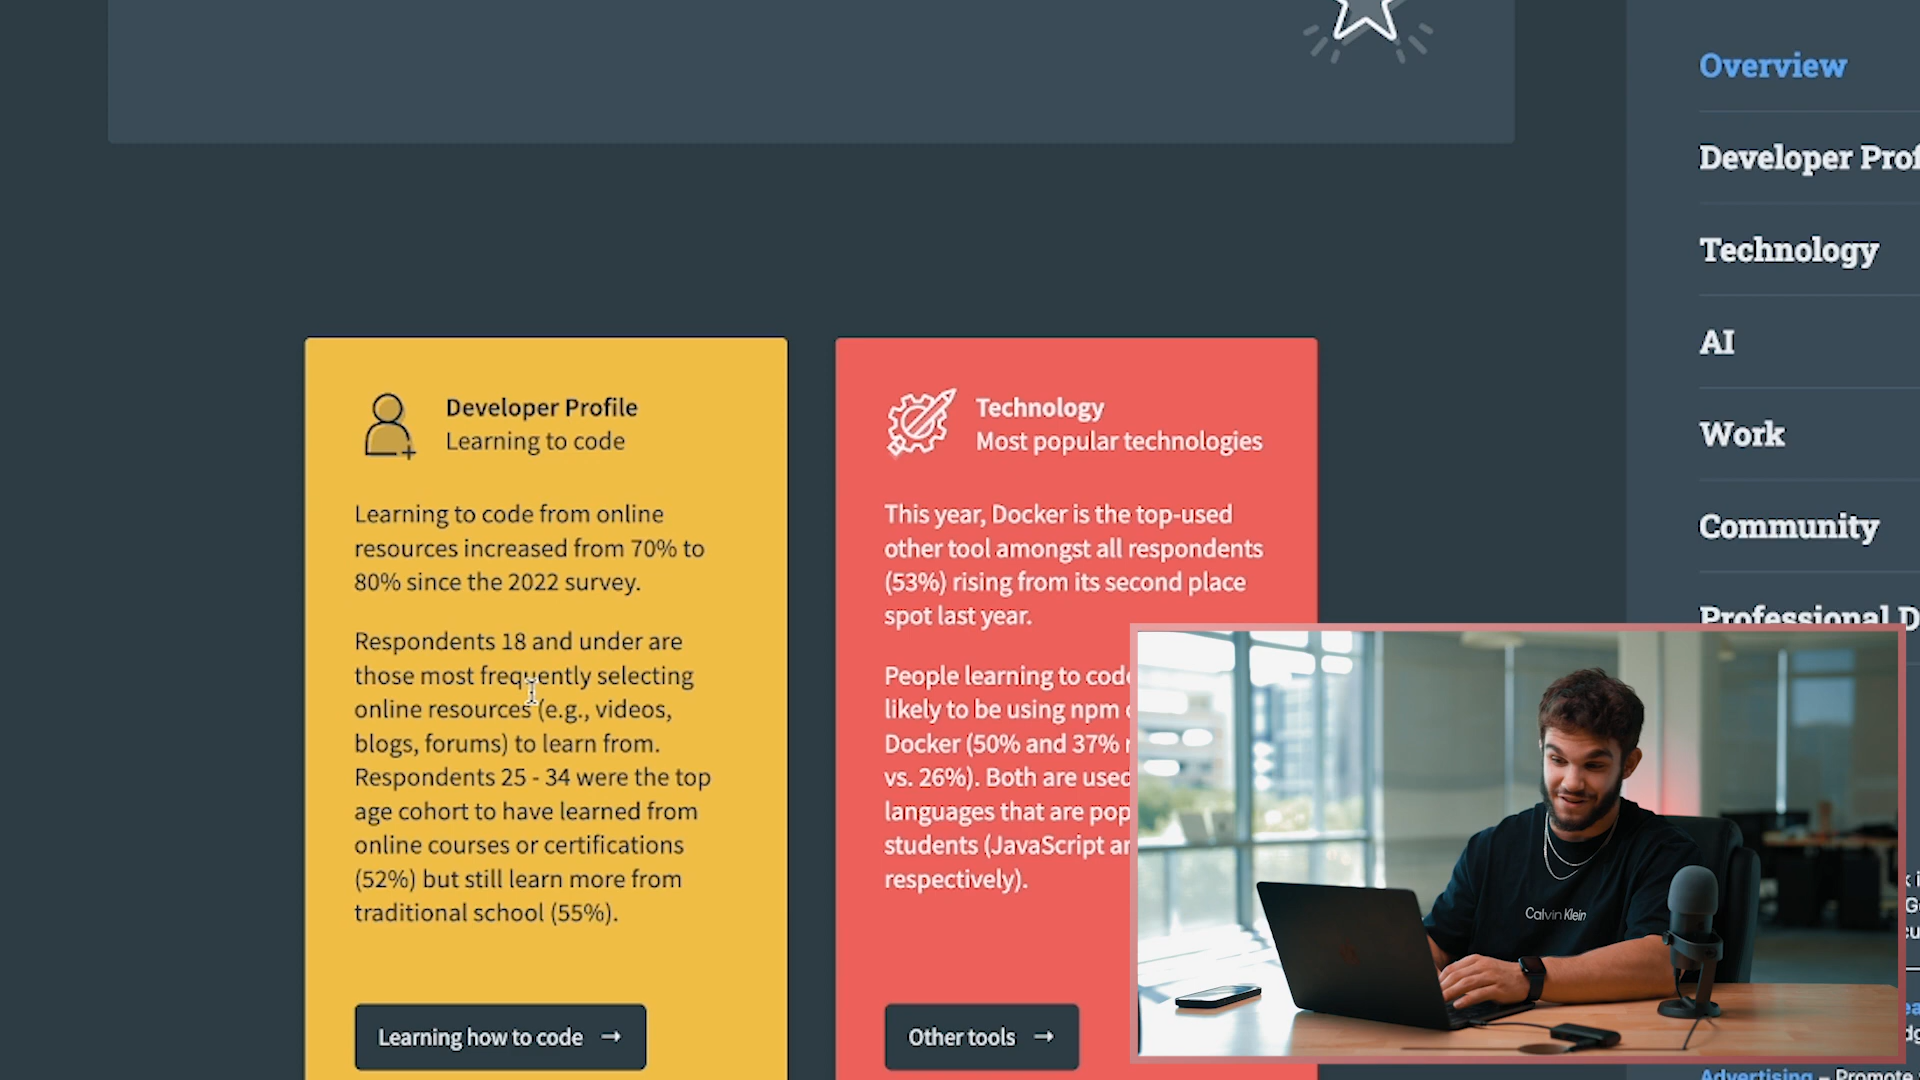 Overview
Developer
Technology
AI
Work
Community
Professional
Developer Profile
Learning to code
Learning to code from online
resources increased from 70% to
80% since the 2022 survey.
Respondents 18 and under are
those most frequently selecting
online resources (e.g., videos,
blogs, forums) to learn from.
Respondents 25 - 34 were the top
age cohort to have learned from
online courses or certifications
(52%) but still learn more from
traditional school (55%).
Learning how to code →
Technology
Most popular technologies
This year, Docker is the top-used
other tool amongst all respondents
(53%) rising from its second place
spot last year.
People learning to code
likely to be using npm
Docker (50% and 37%
vs. 26%). Both are used
languages that are
students (JavaScript
respectively).
Other tools →
Calvin Klein
Advertising – Promote